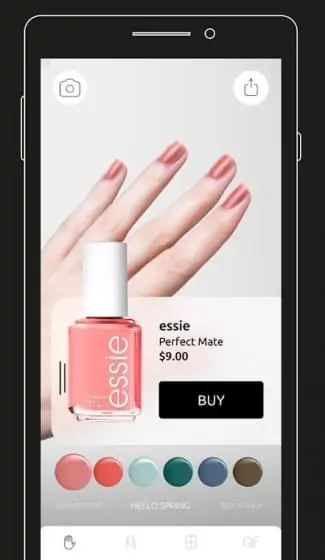 essie
Perfect Mate
$9.00
essie
BUY
HELLO SPRING
GIF